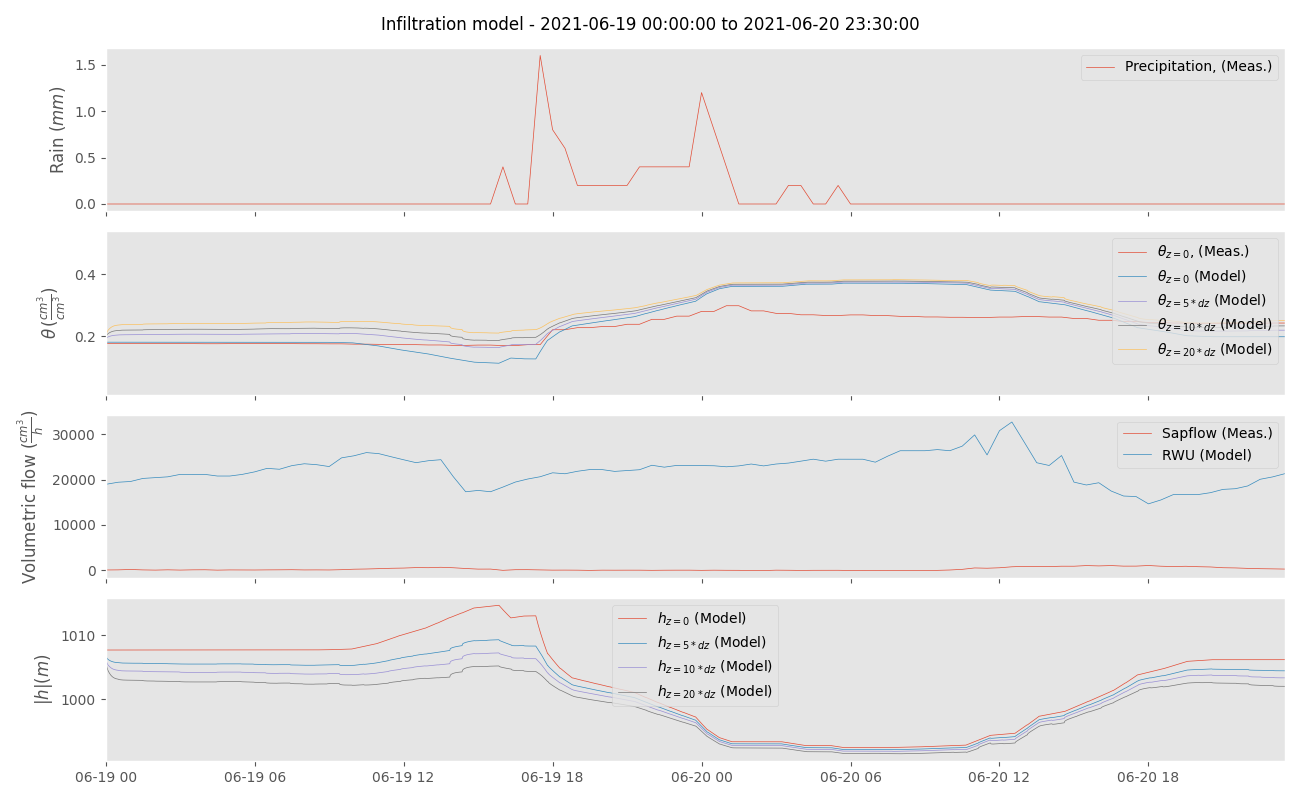 Infiltration model - 2021-06-19 00:00:00 to 2021-06-20 23:30:00
Rain (mm)
1.5
1.0
0.5
0.0
Precipitation, (Meas.)
θ (cm³/cm³)
0.4
0.2
θz=0, (Meas.)
θz=0 (Model)
θz=5*dz (Model)
θz=10*dz (Model)
θz=20*dz (Model)
Volumetric flow (cm³/h)
30000
20000
10000
0
Sapflow (Meas.)
RWU (Model)
|h|(m)
1010
1000
hz=0 (Model)
hz=5*dz (Model)
hz=10*dz (Model)
hz=20*dz (Model)
06-19 00 06-19 06 06-19 12 06-19 18 06-20 00 06-20 06 06-20 12 06-20 18